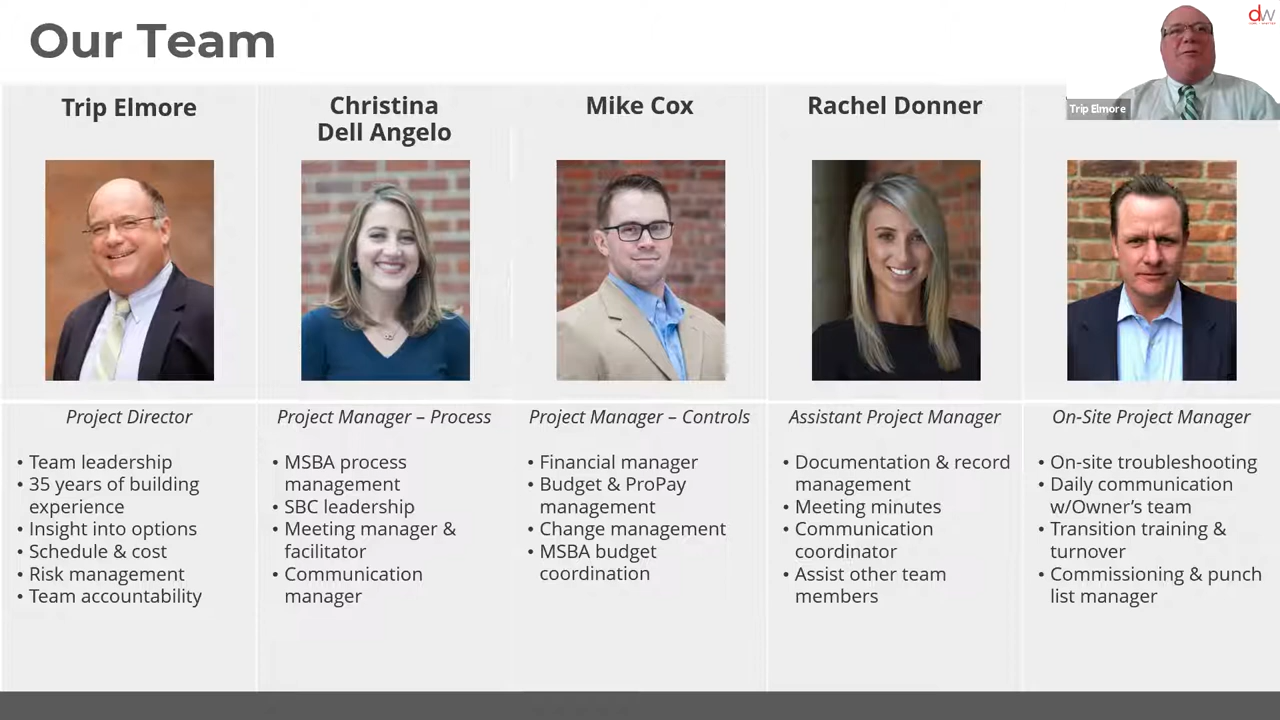 Our Team
dw
Trip Elmore
Trip Elmore
Christina
Dell Angelo
Mike Cox
Rachel Donner
Project Director
• Team leadership
• 35 years of building
experience
• Insight into options
• Schedule & cost
• Risk management
• Team accountability
Project Manager – Process
• MSBA process
management
• SBC leadership
• Meeting manager &
facilitator
• Communication
manager
Project Manager – Controls
• Financial manager
• Budget & ProPay
management
• Change management
• MSBA budget
coordination
Assistant Project Manager
• Documentation & record
management
• Meeting minutes
• Communication
coordinator
• Assist other team
members
On-Site Project Manager
• On-site troubleshooting
• Daily communication
w/Owner’s team
• Transition training &
turnover
• Commissioning & punch
list manager